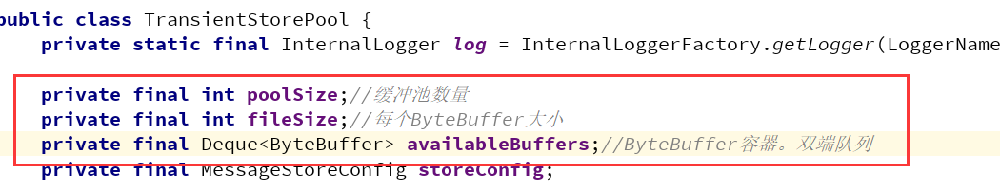 public class TransientStorePool {
private static final InternalLogger log = InternalLoggerFactory.getLogger(LoggerName
private final int poolSize;//缓冲池数量
private final int fileSize;//每个ByteBuffer大小
private final Deque<ByteBuffer> availableBuffers;//ByteBuffer容器。双端队列
private final MessageStoreConfig storeConfig;